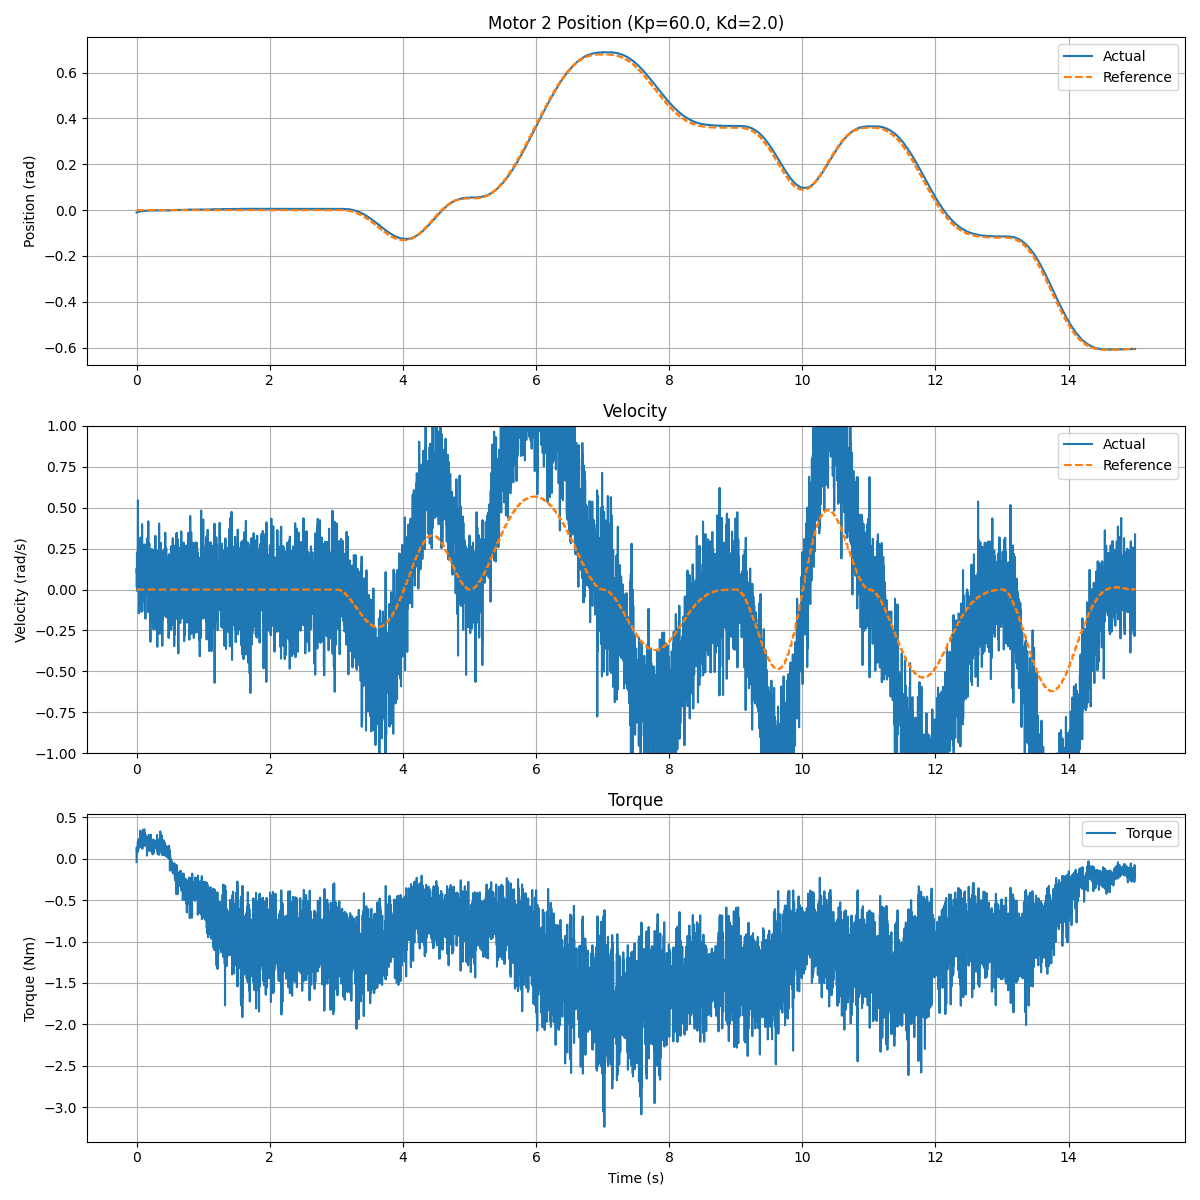 Motor 2 Position (Kp=60.0, Kd=2.0)
Position (rad)
0.6
0.4
0.2
0.0
−0.2
−0.4
−0.6
Actual
Reference
0 2 4 6 8 10 12 14
Velocity
Velocity (rad/s)
1.00
0.75
0.50
0.25
0.00
−0.25
−0.50
−0.75
−1.00
Actual
Reference
0 2 4 6 8 10 12 14
Torque
Torque (Nm)
0.5
0.0
−0.5
−1.0
−1.5
−2.0
−2.5
−3.0
Torque
0 2 4 6 8 10 12 14
Time (s)